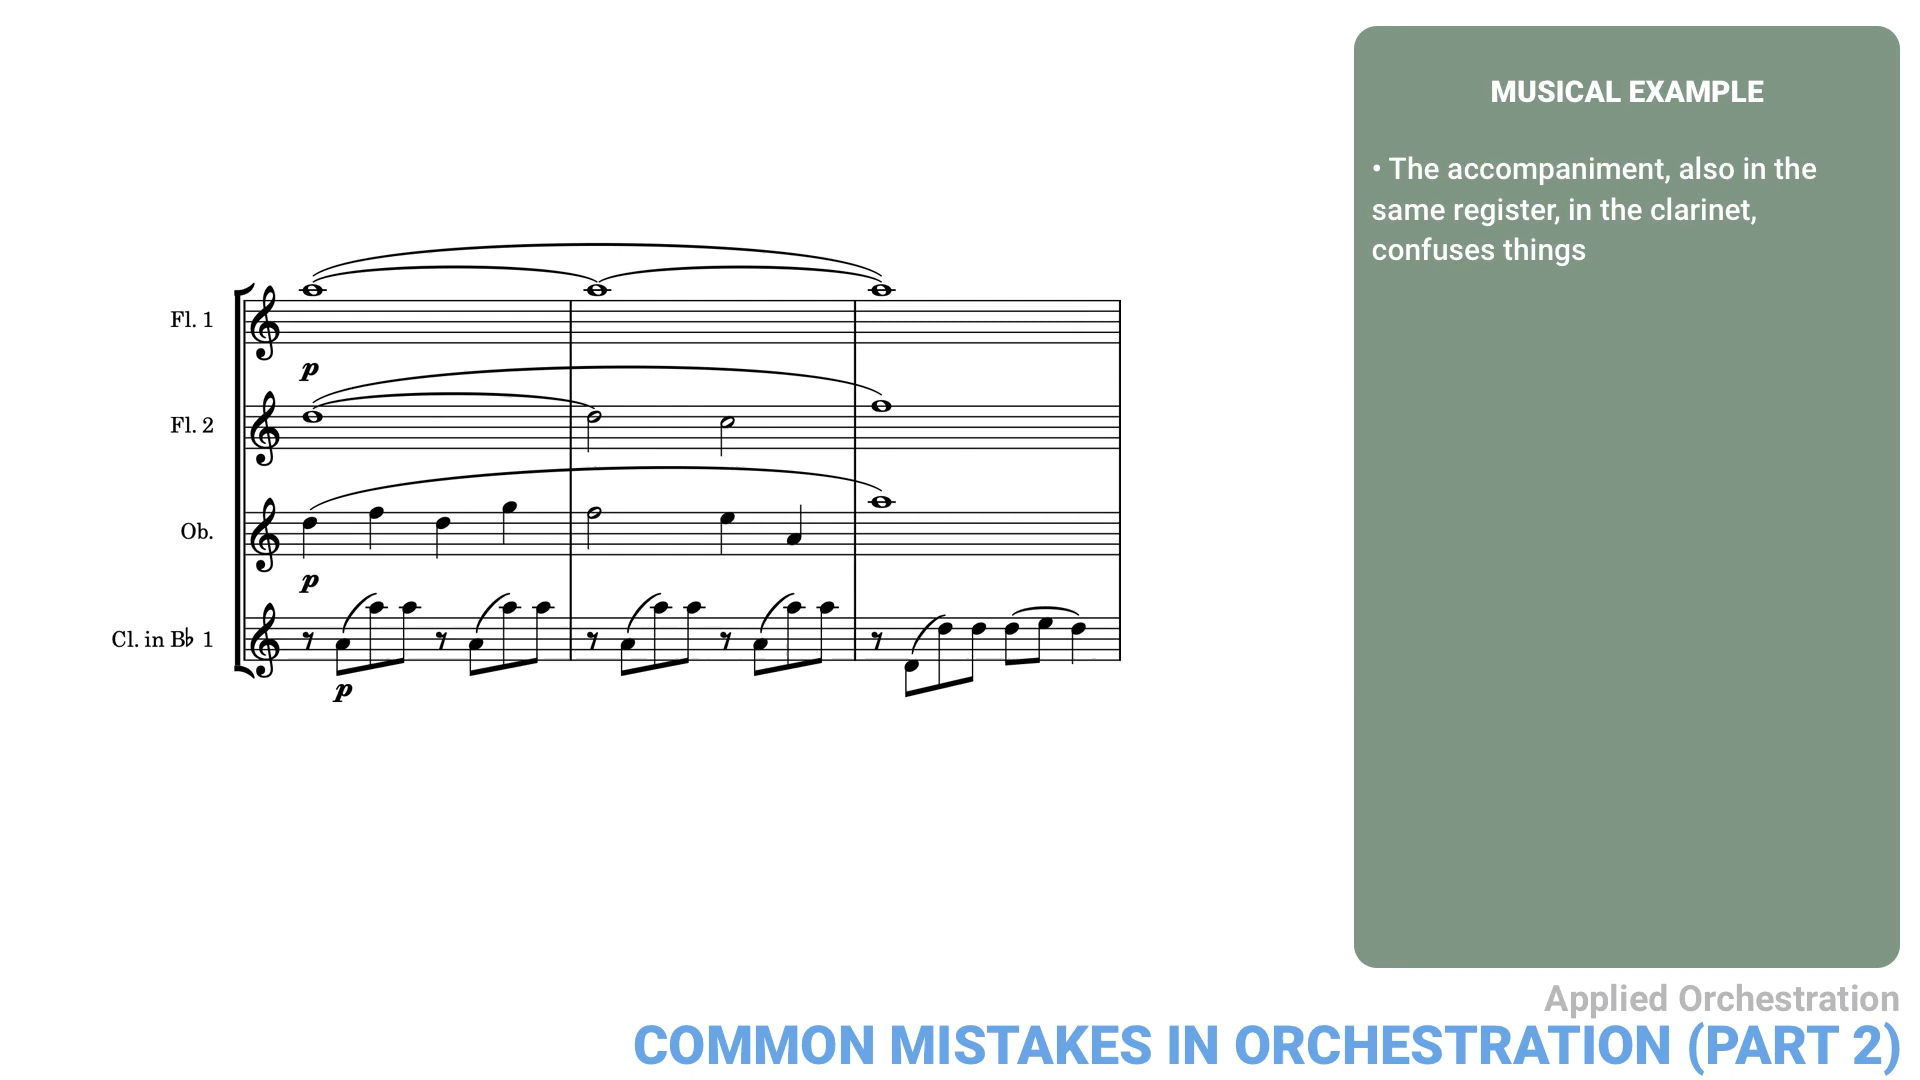 MUSICAL EXAMPLE
• The accompaniment, also in the
same register, in the clarinet,
confuses things
Fl. 1
p
Fl. 2
Ob.
p
Cl. in B♭ 1
p
Applied Orchestration
COMMON MISTAKES IN ORCHESTRATION (PART 2)